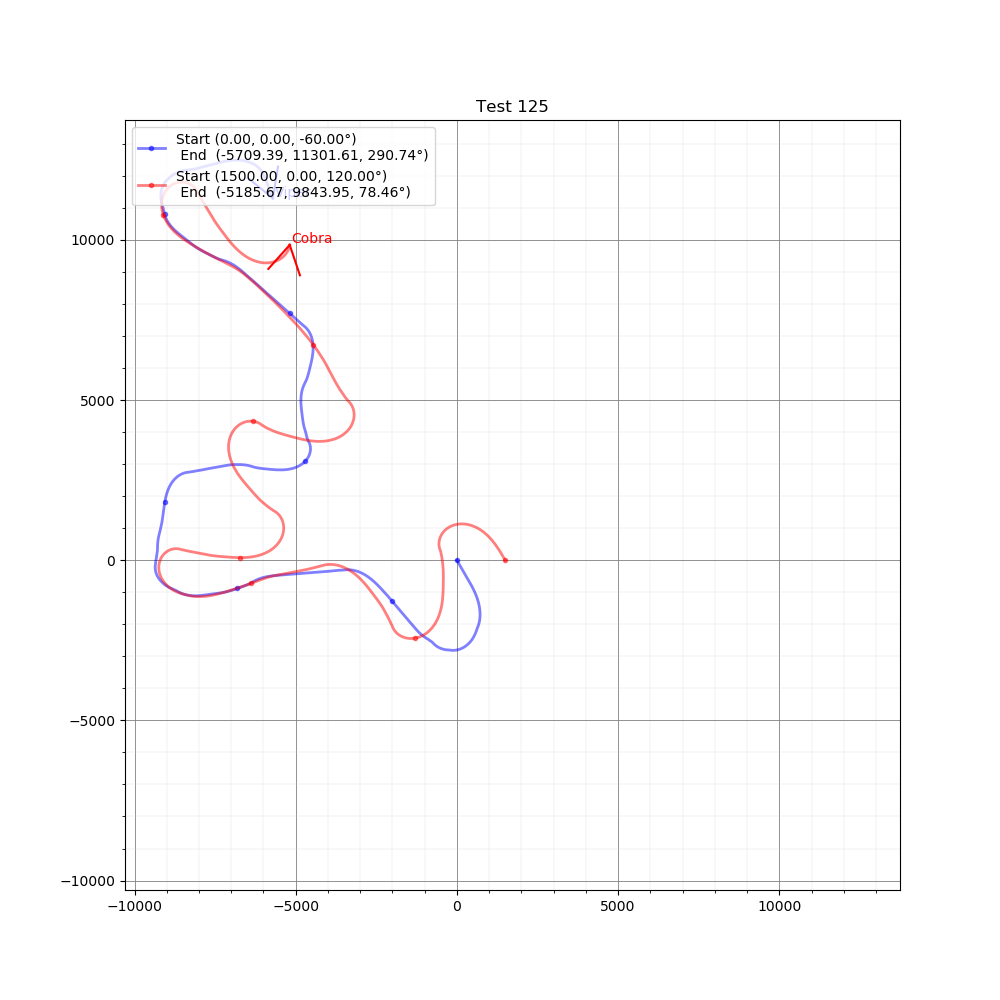 Test 125
Start (0.00, 0.00, -60.00°)
End (-5709.39, 11301.61, 290.74°)
Start (1500.00, 0.00, 120.00°)
End (-5185.67, 9843.95, 78.46°)
Cobra
10000
5000
0
−5000
−10000
−10000
−5000
0
5000
10000